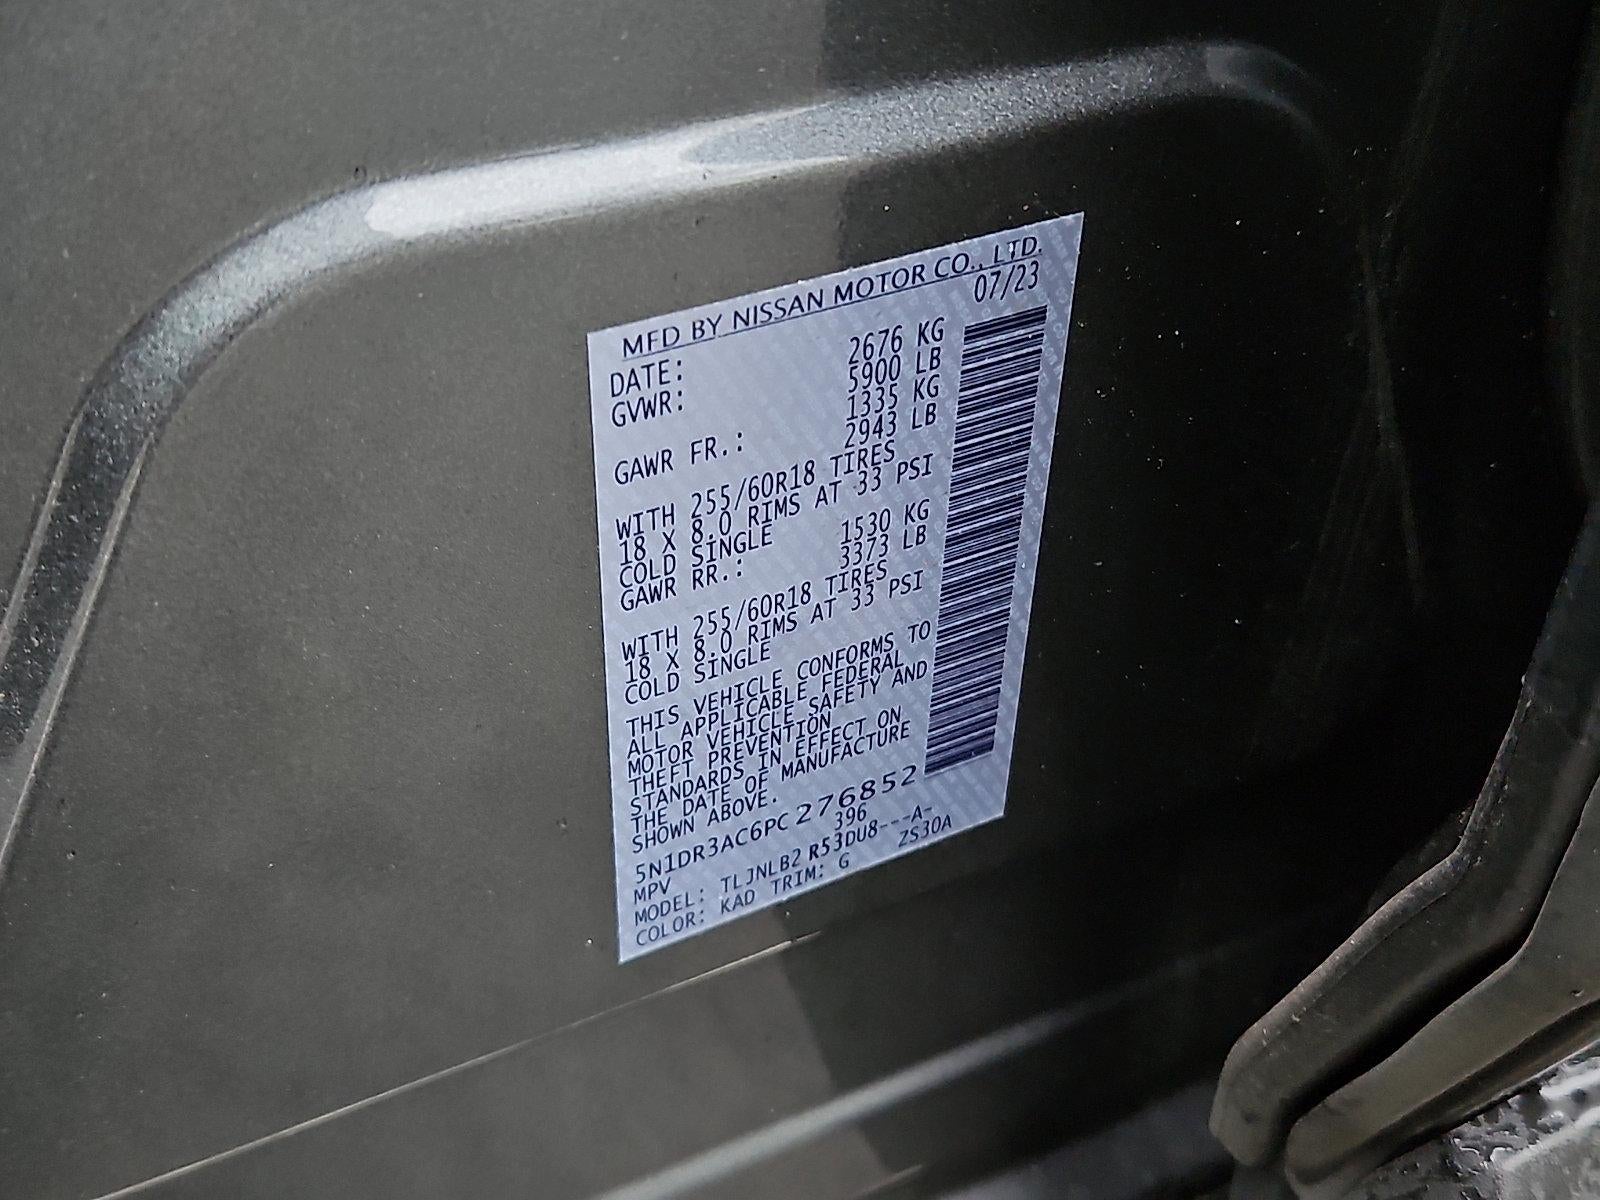 MFD BY NISSAN MOTOR CO., LTD.
DATE: 07/23
GVWR: 2676 KG
5900 LB
GAWR FR.: 1335 KG
2943 LB
WITH 255/60R18 TIRES
18 X 8.0 RIMS AT 33 PSI
COLD SINGLE
GAWR RR.: 1530 KG
3373 LB
WITH 255/60R18 TIRES
18 X 8.0 RIMS AT 33 PSI
COLD SINGLE
THIS VEHICLE CONFORMS TO
ALL APPLICABLE FEDERAL
MOTOR VEHICLE SAFETY AND
THEFT PREVENTION
STANDARDS IN EFFECT ON
THE DATE OF MANUFACTURE
SHOWN ABOVE.
5N1DR3AC6PC276852
MPV 396
MODEL: TLJNLB2 R53DU8---A-
COLOR: KAD TRIM: G ZS30A